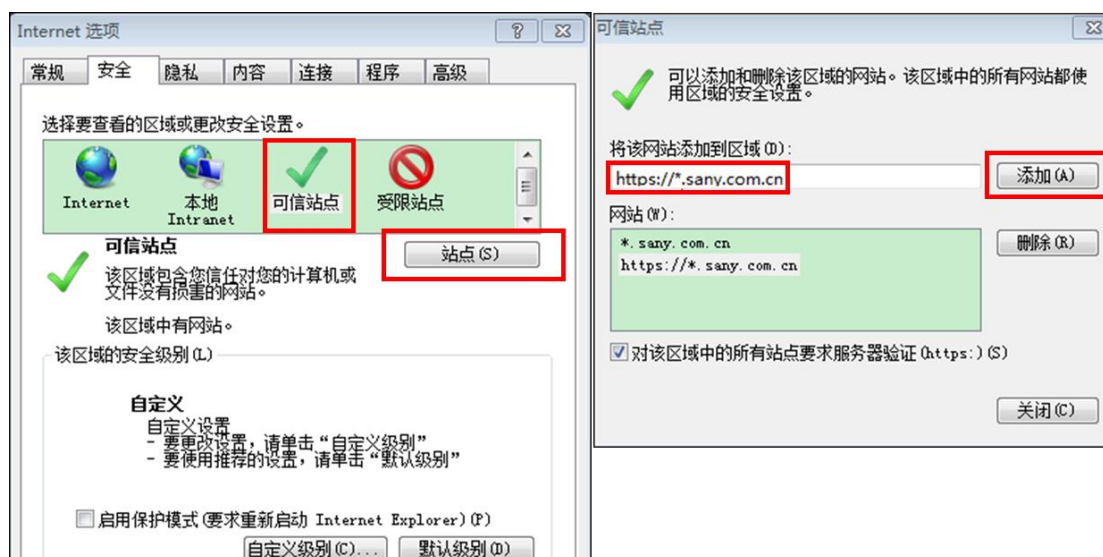 Internet 选项
常规 安全 隐私 内容 连接 程序 高级
选择要查看的区域或更改安全设置。
Internet
本地
Intranet
可信站点
受限站点
可信站点
站点(S)
该区域包含您信任对您的计算机或
文件没有损害的网站。
该区域中有网站。
该区域的安全级别(L)
自定义
自定义设置
- 要更改设置，请单击“自定义级别”
- 要使用推荐的设置，请单击“默认级别”
启用保护模式(要求重新启动 Internet Explorer)(P)
自定义级别(C)... 默认级别(D)
可信站点
可以添加和删除该区域的网站。该区域中的所有网站都使
用区域的安全设置。
将该网站添加到区域(D):
https://*.sany.com.cn
添加(A)
网站(W):
*.sany.com.cn
https://*.sany.com.cn
删除(R)
对该区域中的所有站点要求服务器验证(https:)(S)
关闭(C)